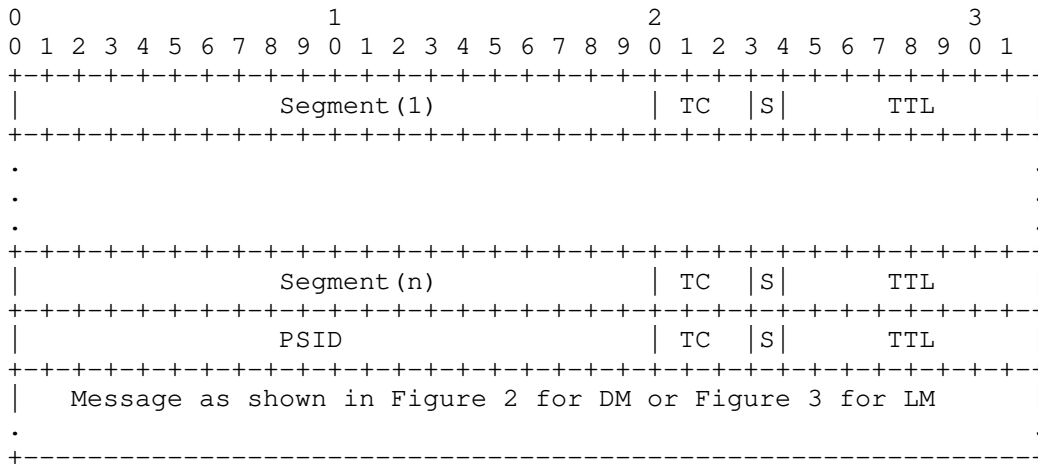 0                   1                   2                   3
0 1 2 3 4 5 6 7 8 9 0 1 2 3 4 5 6 7 8 9 0 1 2 3 4 5 6 7 8 9 0 1
+-+-+-+-+-+-+-+-+-+-+-+-+-+-+-+-+-+-+-+-+-+-+-+-+-+-+-+-+-+-+-+--
|                Segment(1)             | TC  |S|      TTL      |
+-+-+-+-+-+-+-+-+-+-+-+-+-+-+-+-+-+-+-+-+-+-+-+-+-+-+-+-+-+-+-+--
.                                                               .
.                                                               .
.                                                               .
+-+-+-+-+-+-+-+-+-+-+-+-+-+-+-+-+-+-+-+-+-+-+-+-+-+-+-+-+-+-+-+--
|                Segment(n)             | TC  |S|      TTL      |
+-+-+-+-+-+-+-+-+-+-+-+-+-+-+-+-+-+-+-+-+-+-+-+-+-+-+-+-+-+-+-+--
|                PSID                   | TC  |S|      TTL      |
+-+-+-+-+-+-+-+-+-+-+-+-+-+-+-+-+-+-+-+-+-+-+-+-+-+-+-+-+-+-+-+--
|   Message as shown in Figure 2 for DM or Figure 3 for LM      |
.                                                               .
+----------------------------------------------------------------